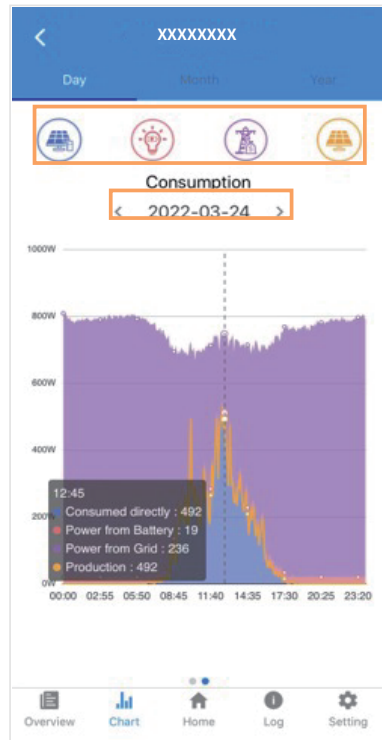 XXXXXXXX
Day Month Year
Consumption
< 2022-03-24 >
1000W
800W
600W
400W
200W
0W
12:45
Consumed directly : 492
Power from Battery : 19
Power from Grid : 236
Production : 492
00:00 02:55 05:50 08:45 11:40 14:35 17:30 20:25 23:20
Overview Chart Home Log Setting